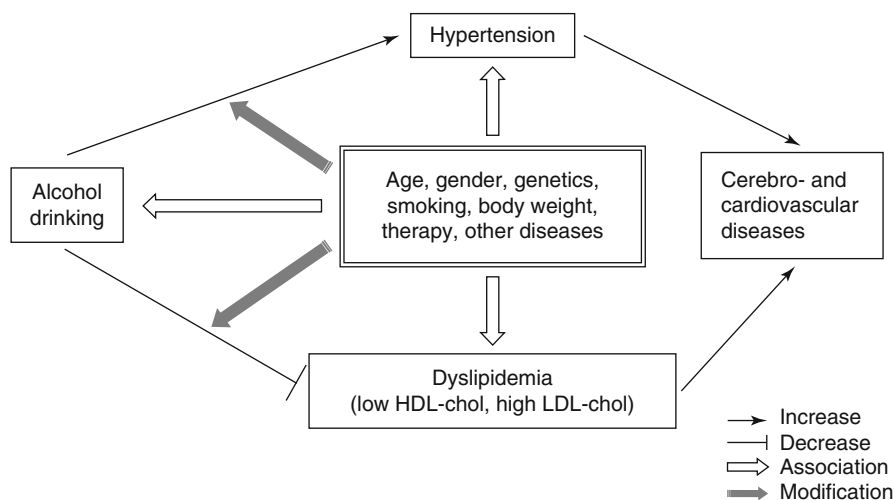 Hypertension
Alcohol
drinking
Age, gender, genetics,
smoking, body weight,
therapy, other diseases
Cerebro- and
cardiovascular
diseases
Dyslipidemia
(low HDL-chol, high LDL-chol)
Increase
Decrease
Association
Modification